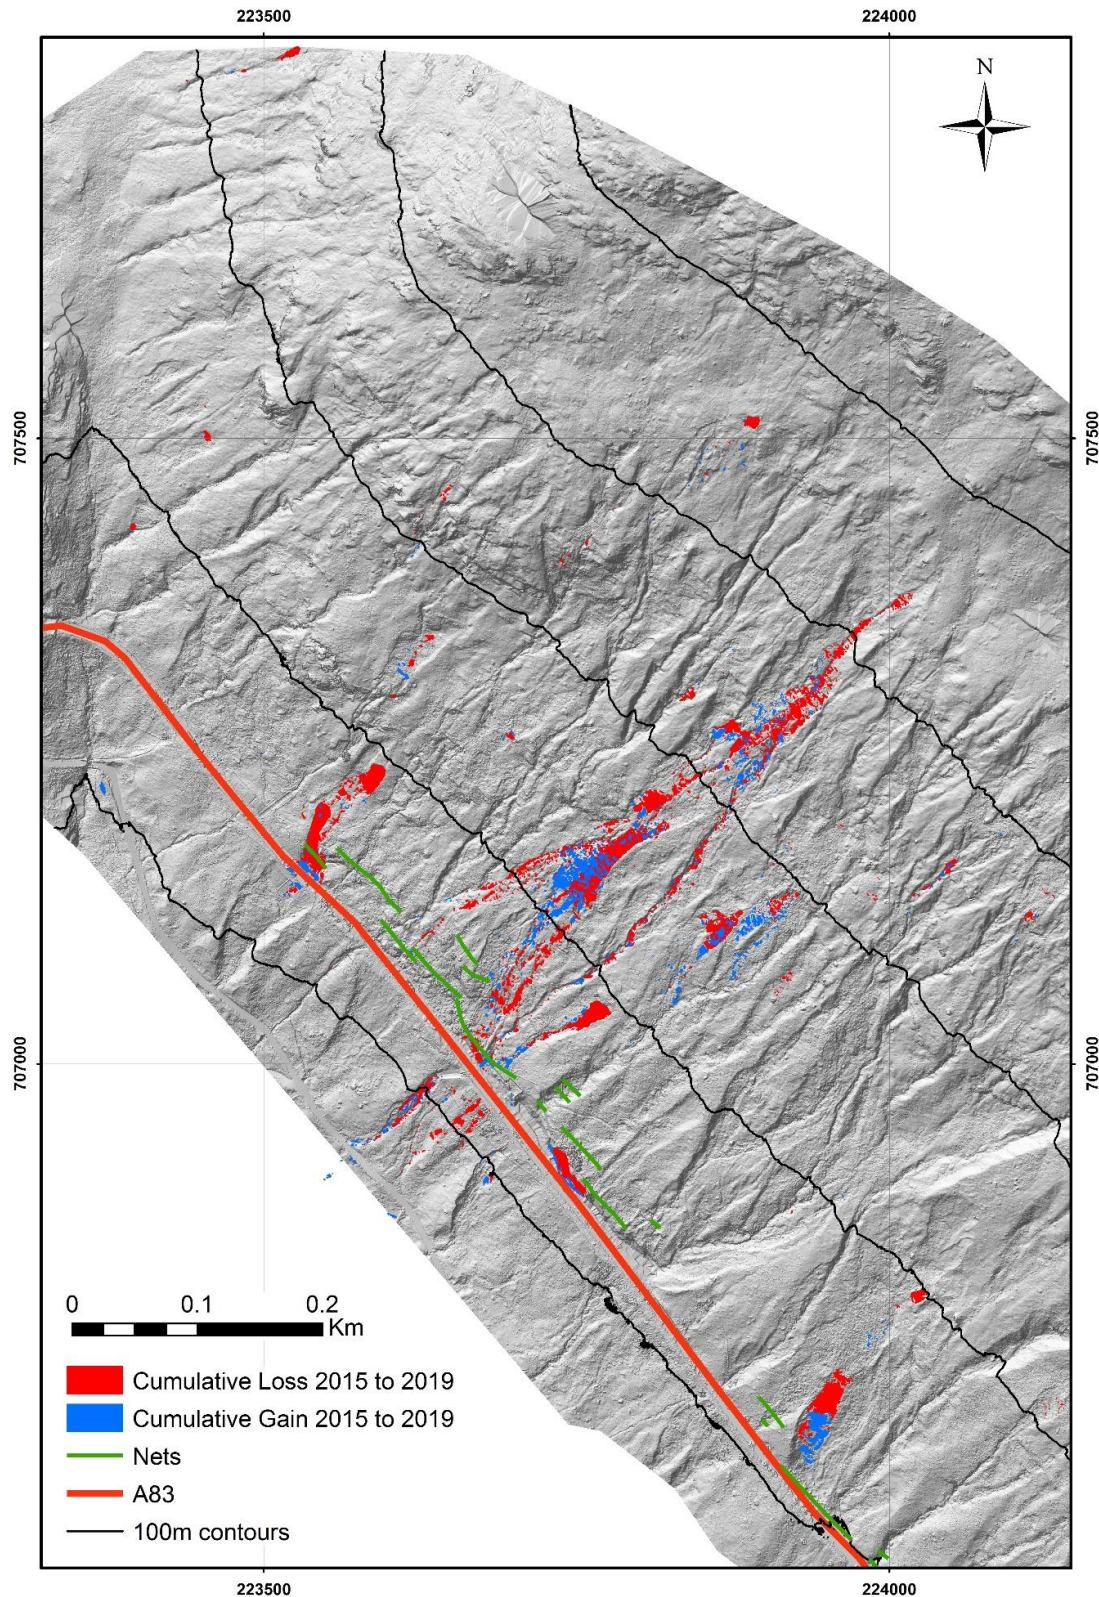 223500 224000
N
707500 707500
707000 707000
0 0.1 0.2
Km
Cumulative Loss 2015 to 2019
Cumulative Gain 2015 to 2019
Nets
A83
100m contours
223500 224000